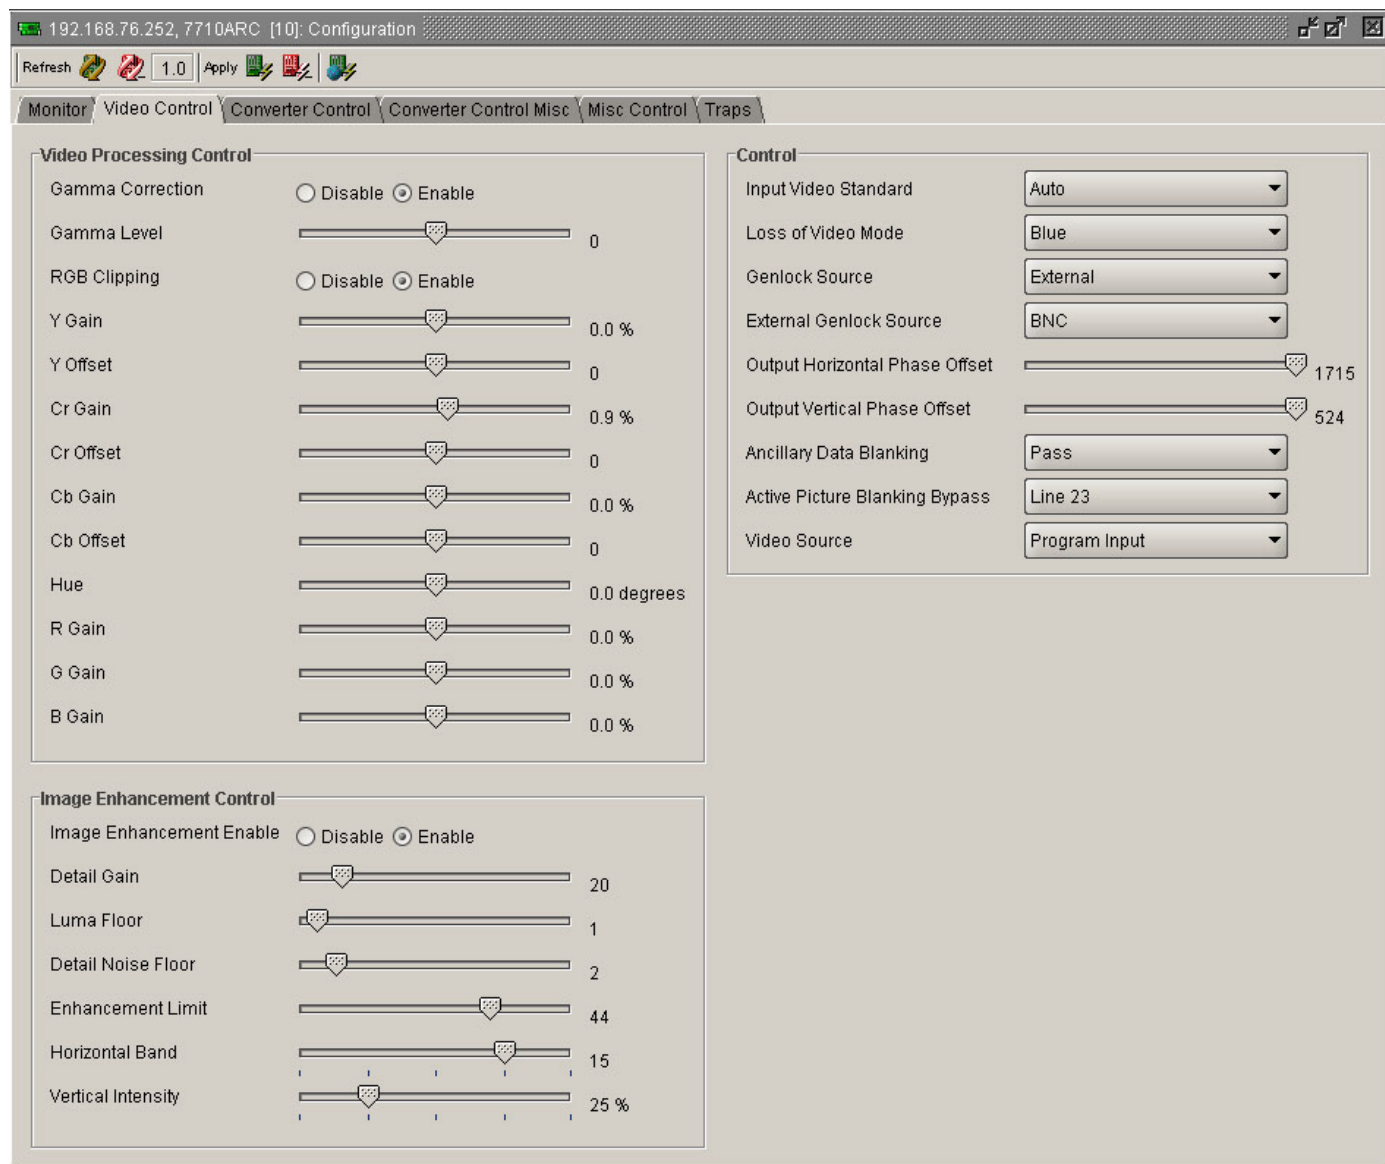 192.168.76.252, 7710ARC [10]: Configuration
Refresh 1.0 Apply
Monitor Video Control Converter Control Converter Control Misc Misc Control Traps
Video Processing Control
Gamma Correction Disable Enable
Gamma Level 0
RGB Clipping Disable Enable
Y Gain 0.0 %
Y Offset 0
Cr Gain 0.9 %
Cr Offset 0
Cb Gain 0.0 %
Cb Offset 0
Hue 0.0 degrees
R Gain 0.0 %
G Gain 0.0 %
B Gain 0.0 %
Image Enhancement Control
Image Enhancement Enable Disable Enable
Detail Gain 20
Luma Floor 1
Detail Noise Floor 2
Enhancement Limit 44
Horizontal Band 15
Vertical Intensity 25 %
Control
Input Video Standard Auto
Loss of Video Mode Blue
Genlock Source External
External Genlock Source BNC
Output Horizontal Phase Offset 1715
Output Vertical Phase Offset 524
Ancillary Data Blanking Pass
Active Picture Blanking Bypass Line 23
Video Source Program Input